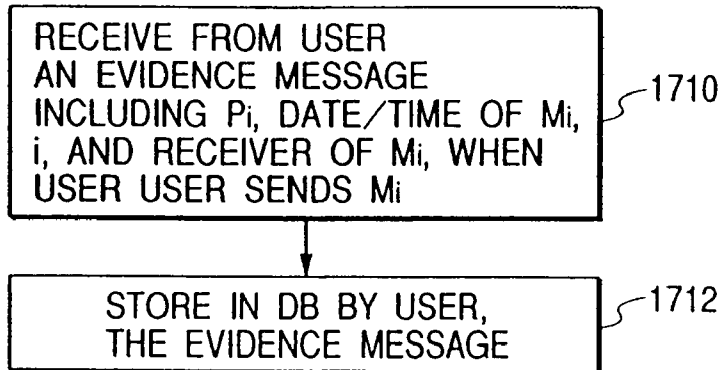 RECEIVE FROM USER
AN EVIDENCE MESSAGE
INCLUDING Pi, DATE/TIME OF Mi,
i, AND RECEIVER OF Mi, WHEN
USER USER SENDS Mi
1710
STORE IN DB BY USER,
THE EVIDENCE MESSAGE
1712